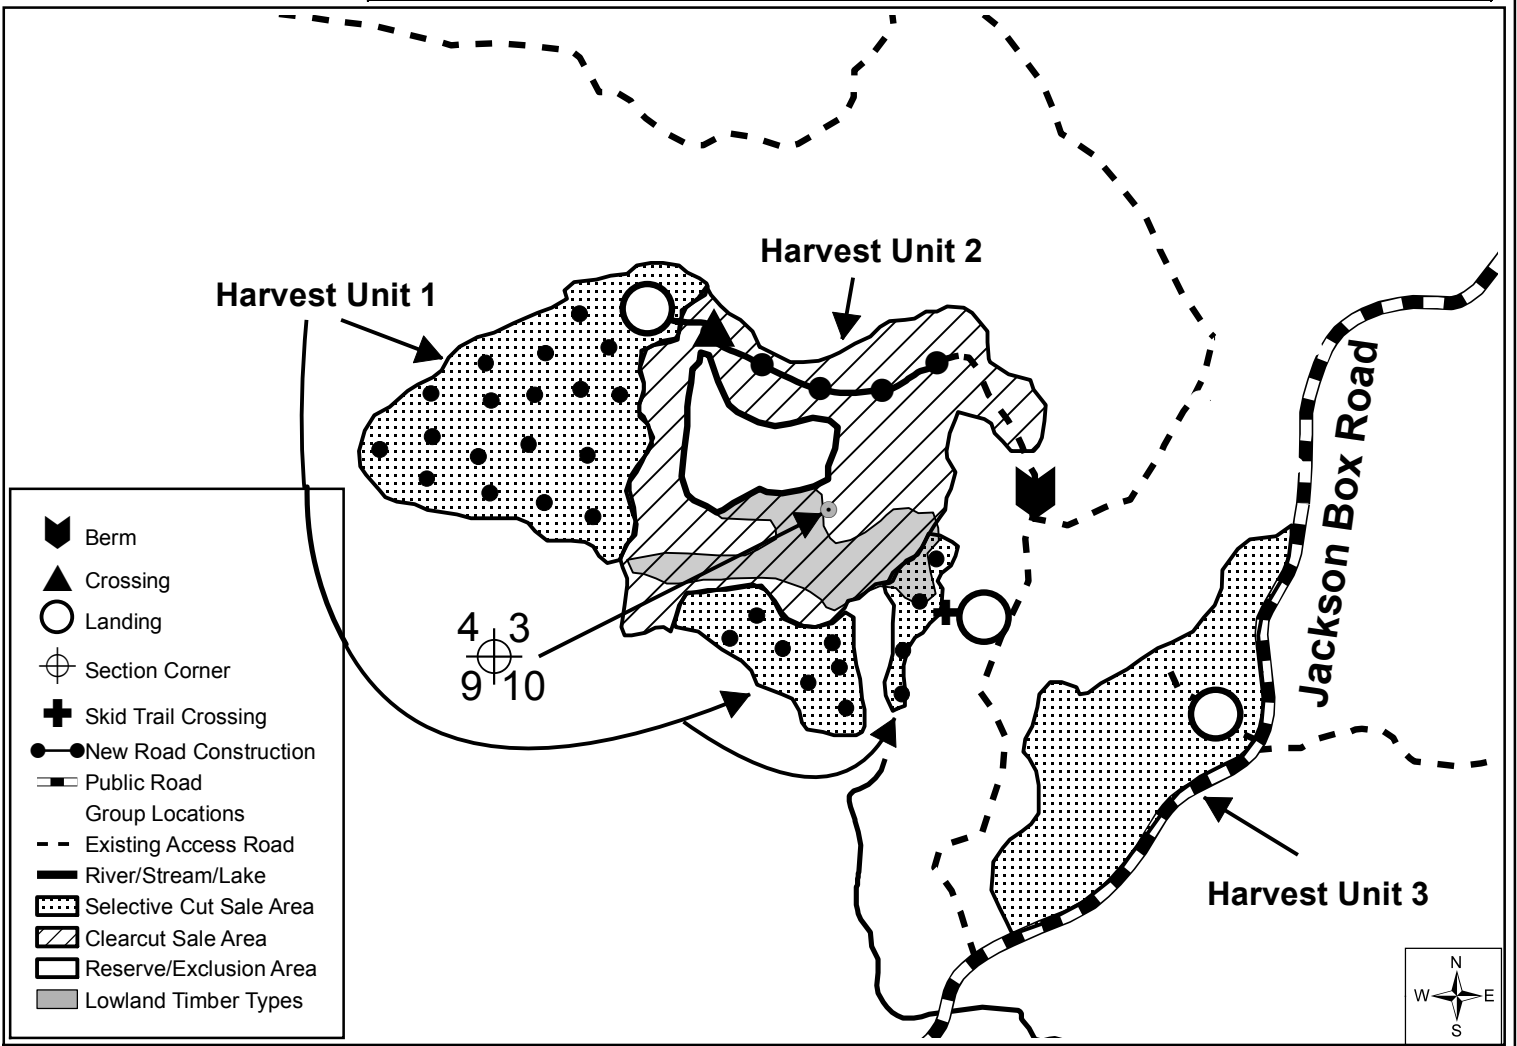 Harvest Unit 2
Harvest Unit 1
Jackson Box Road
Berm
Crossing
Landing
Section Corner
Skid Trail Crossing
New Road Construction
Public Road
Group Locations
Existing Access Road
River/Stream/Lake
Selective Cut Sale Area
Clearcut Sale Area
Reserve/Exclusion Area
Lowland Timber Types
4 3
9 10
Harvest Unit 3
N
W E
S